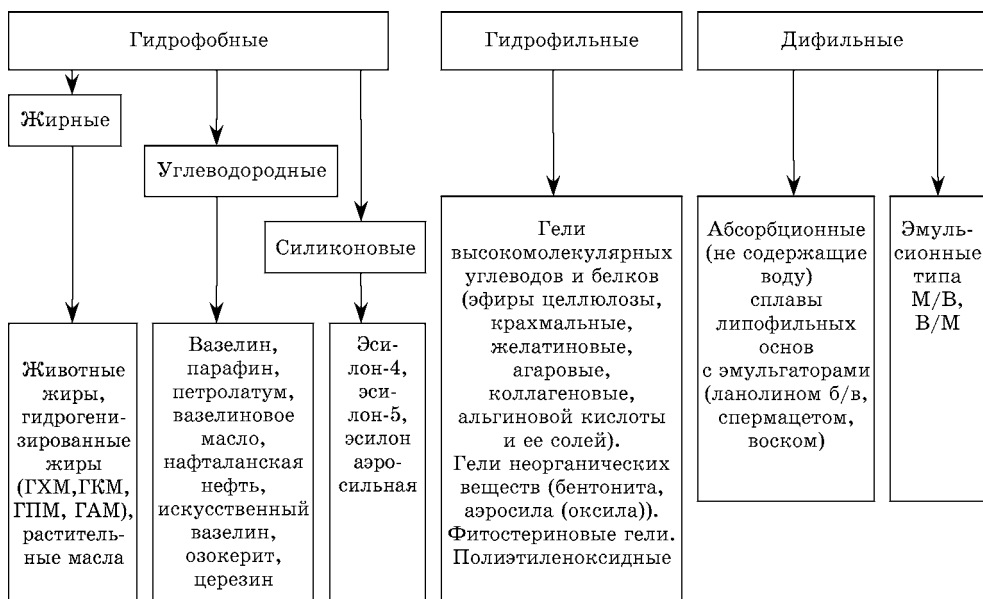 Гидрофобные
Гидрофильные
Дифильные
Жирные
Углеводородные
Силиконовые
Животные
жиры,
гидрогени-
зированные
жиры
(ГХМ,ГКМ,
ГПМ, ГАМ),
раститель-
ные масла
Вазелин,
парафин,
петролатум,
вазелиновое
масло,
нафталанская
нефть,
искусственный
вазелин,
озокерит,
церезин
Эси-
лон-4,
эси-
лон-5,
эсилон
аэро-
сильная
Гели
высокомолекулярных
углеводов и белков
(эфиры целлюлозы,
крахмальные,
желатиновые,
агаровые,
коллагеновые,
альгиновой кислоты
и ее солей).
Гели неорганических
веществ (бентонита,
аэросила (оксила)).
Фитостериновые гели.
Полиэтиленоксидные
Абсорбционные
(не содержащие
воду)
сплавы
липофильных
основ
с эмульгаторами
(ланолином б/в,
спермацетом,
воском)
Эмуль-
сионные
типа
М/В,
В/М